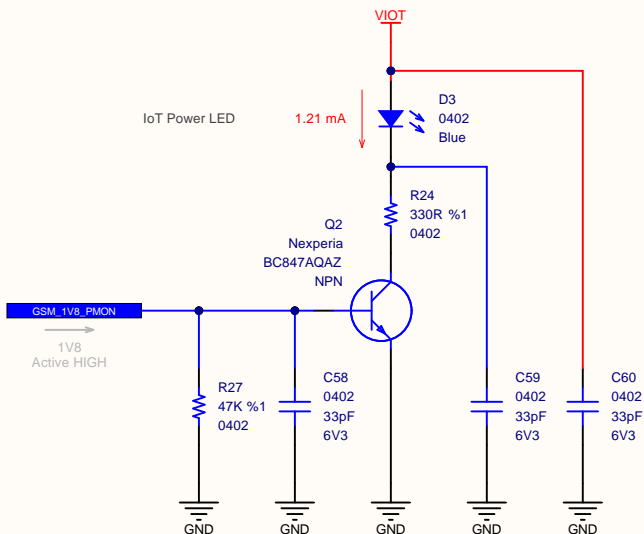 VIOT
IoT Power LED
1.21 mA
D3
0402
Blue
R24
330R %1
0402
Q2
Nexperia
BC847AQAZ
NPN
GSM_1V8_PMON
1V8
Active HIGH
R27
47K %1
0402
C58
0402
33pF
6V3
C59
0402
33pF
6V3
C60
0402
33pF
6V3
GND
GND
GND
GND
GND